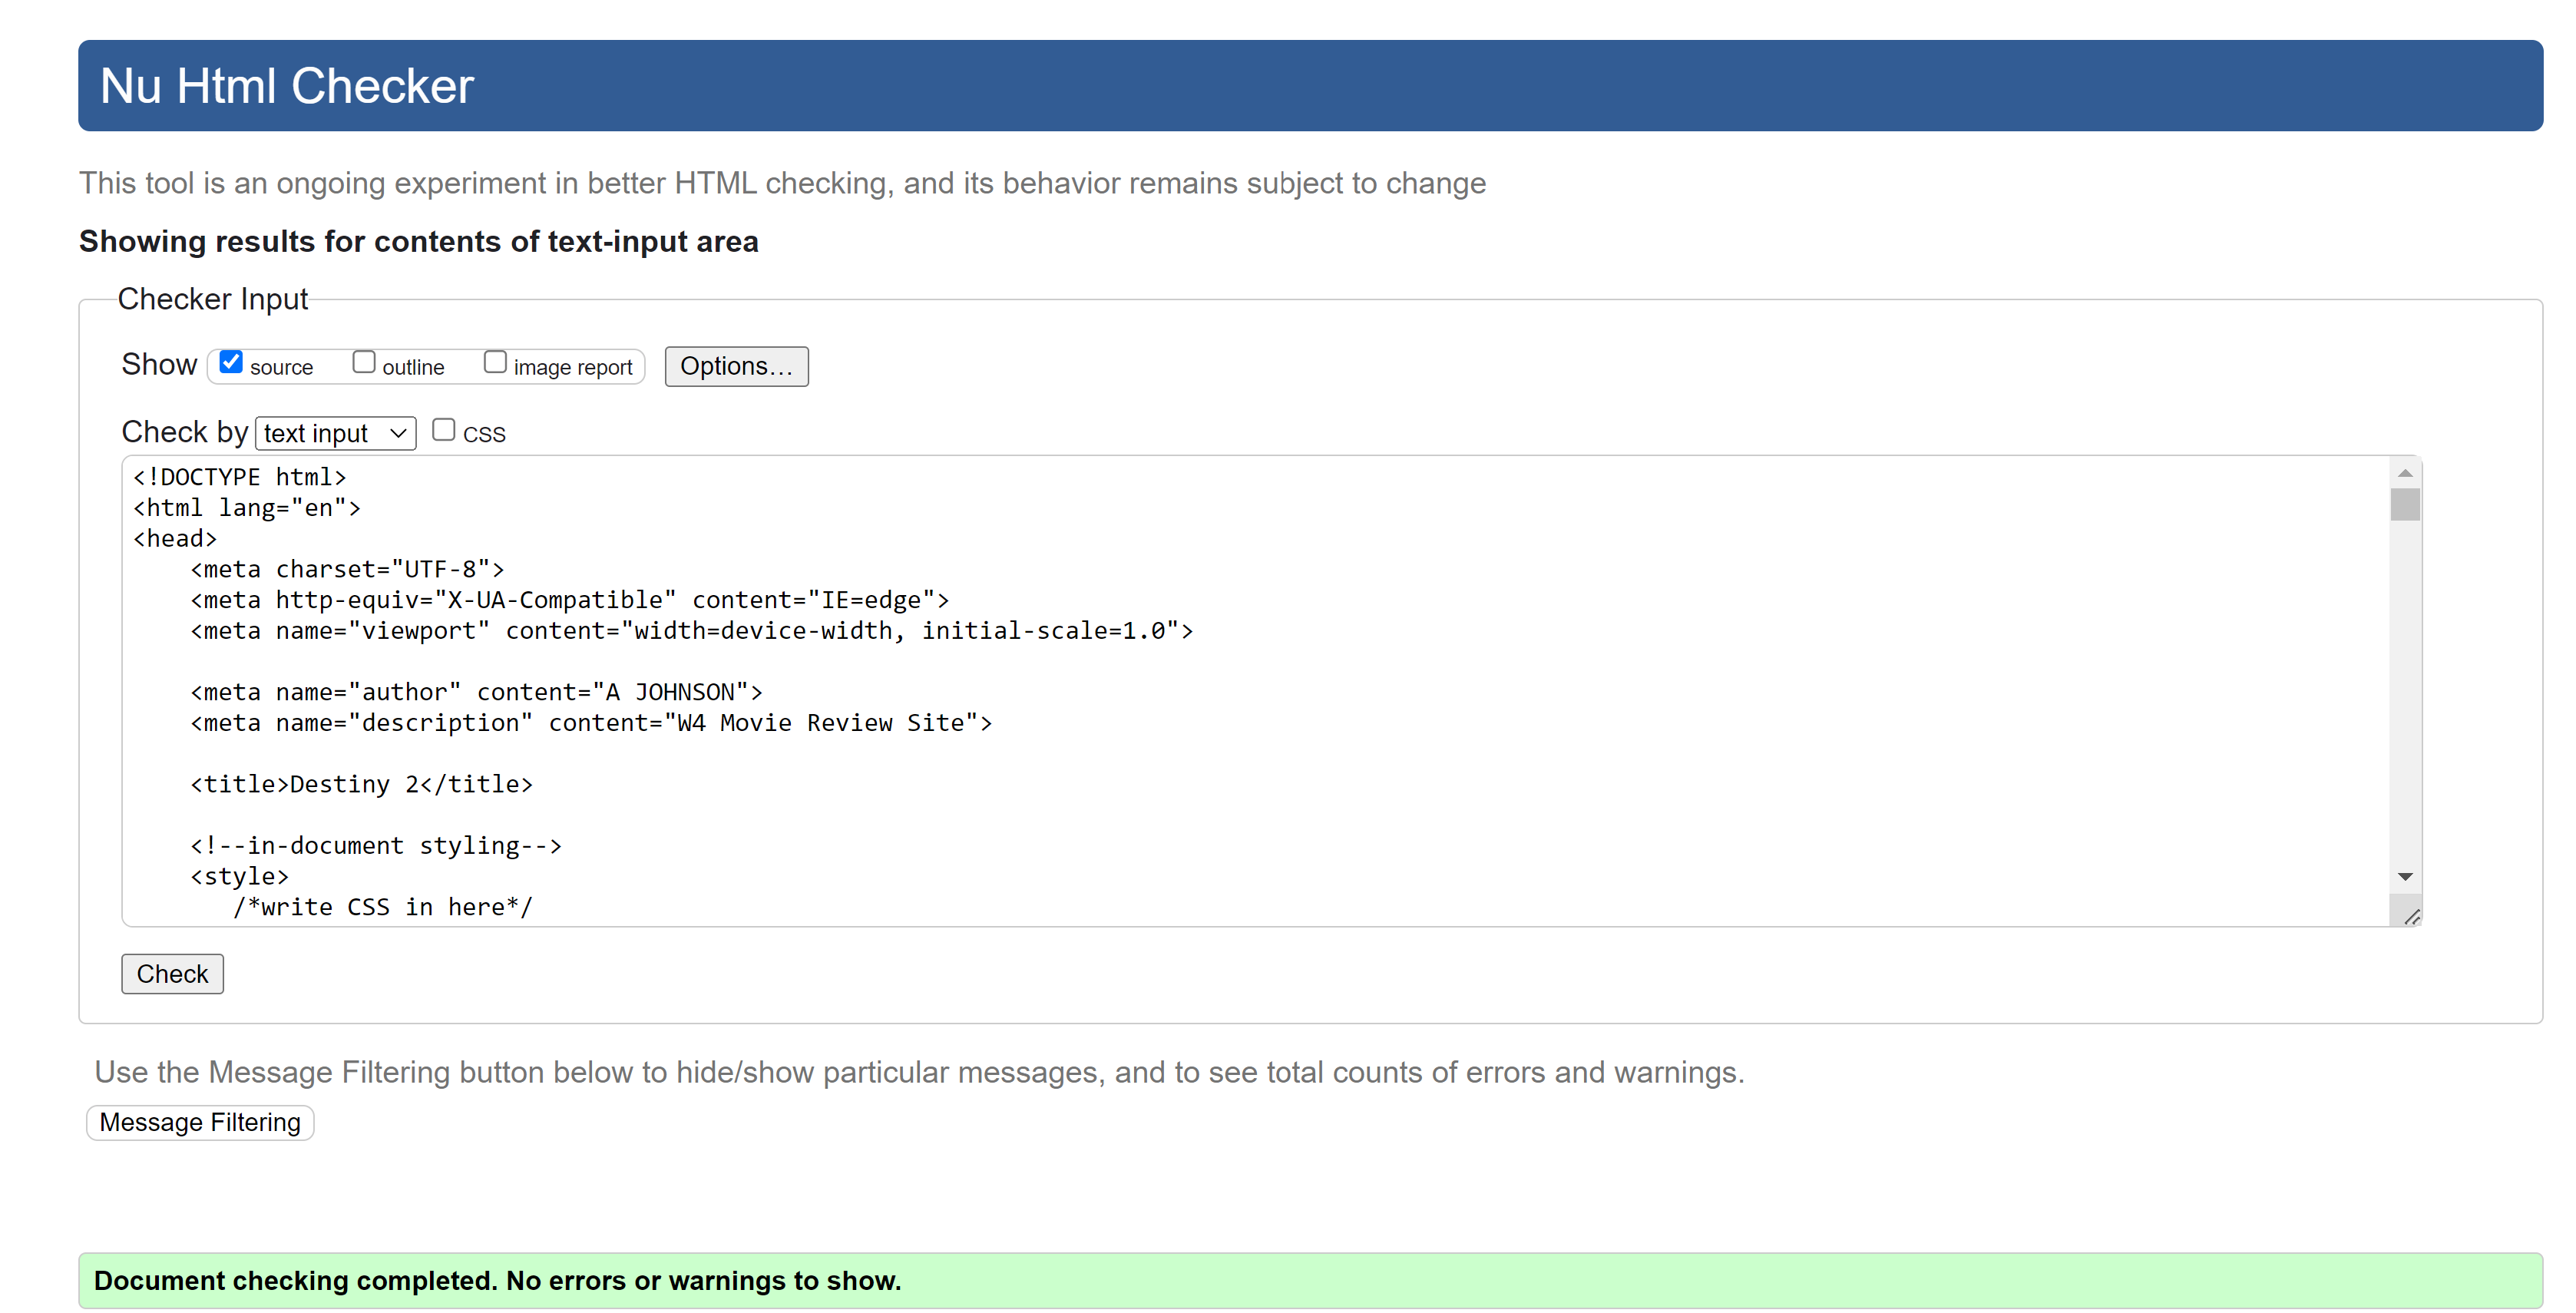 Nu Html Checker
This tool is an ongoing experiment in better HTML checking, and its behavior remains subject to change
Showing results for contents of text-input area
Checker Input
Show source outline image report Options...
Check by text input CSS
<!DOCTYPE html>
<html lang="en">
<head>
    <meta charset="UTF-8">
    <meta http-equiv="X-UA-Compatible" content="IE=edge">
    <meta name="viewport" content="width=device-width, initial-scale=1.0">
    <meta name="author" content="A JOHNSON">
    <meta name="description" content="W4 Movie Review Site">
    <title>Destiny 2</title>
    <!--in-document styling-->
    <style>
       /*write CSS in here*/
Check
Use the Message Filtering button below to hide/show particular messages, and to see total counts of errors and warnings.
Message Filtering
Document checking completed. No errors or warnings to show.